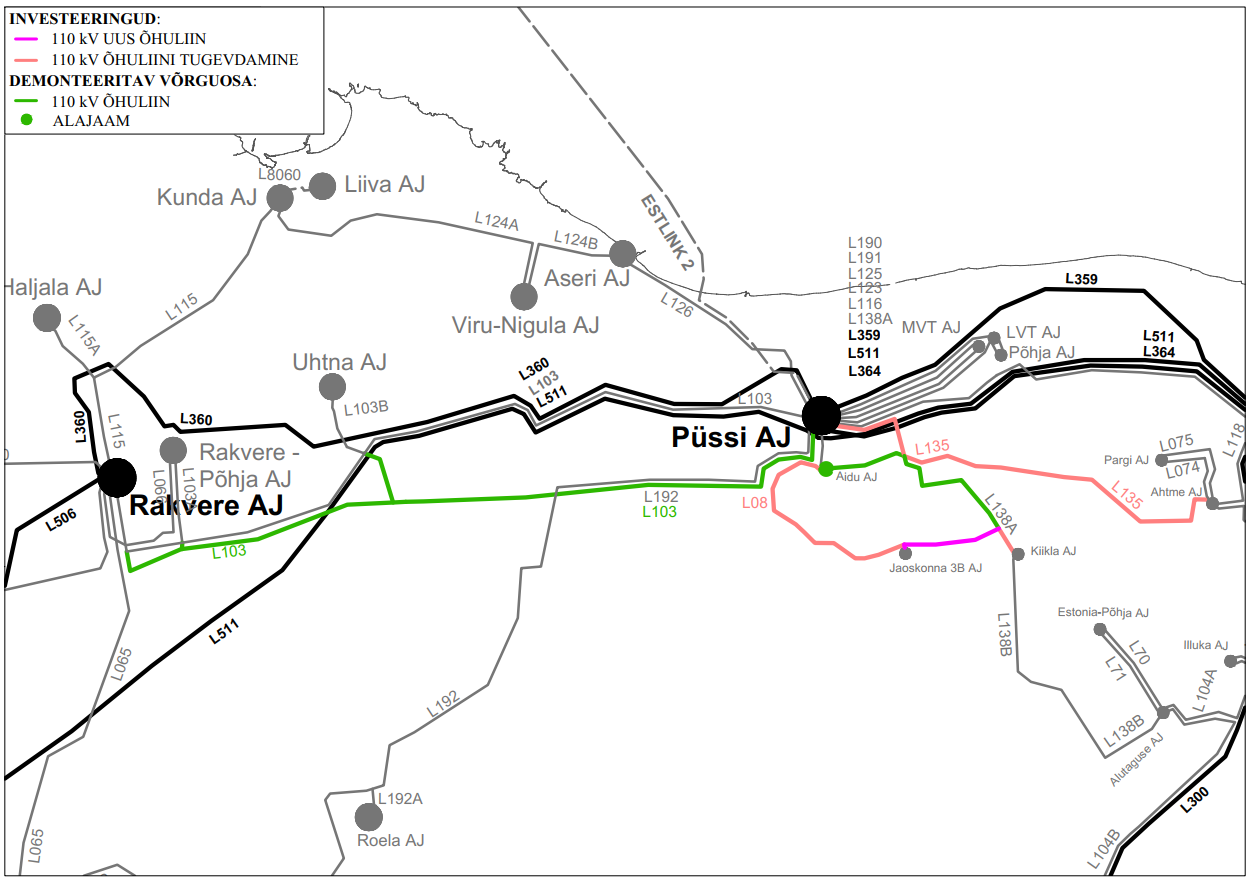 INVESTEERINGUD:
110 kV UUS ÕHULIIN
110 kV ÕHULIINI TUGEVDAMINE
DEMONTEERITAV VÕRGUOSA:
110 kV ÕHULIIN
ALAJAAM
L8060
Kunda AJ
Liiva AJ
L124A
L124B
ESTLINK 2
Aseri AJ
Viru-Nigula AJ
L126
Haljala AJ
L115A
L115
Uhtna AJ
L103B
L190
L191
L125
L123
L116
L138A
L359
L511
L364
MVT AJ
LVT AJ
Põhja AJ
L359
L511
L364
L360
L103
L511
L103
L360
L360
L115
Püssi AJ
Rakvere -
Põhja AJ
L066
L103A
Rakvere AJ
L506
L103
L511
L192
L103
L08
Aidu AJ
L135
L135
Pargi AJ
L075
L074
L118
Ahtme AJ
L138A
Kiikla AJ
Jaoskonna 3B AJ
L138B
Estonia-Põhja AJ
L70
L71
Illuka AJ
L104A
L138B
Alutaguse AJ
L300
L104B
L065
L065
L192
L192A
Roela AJ